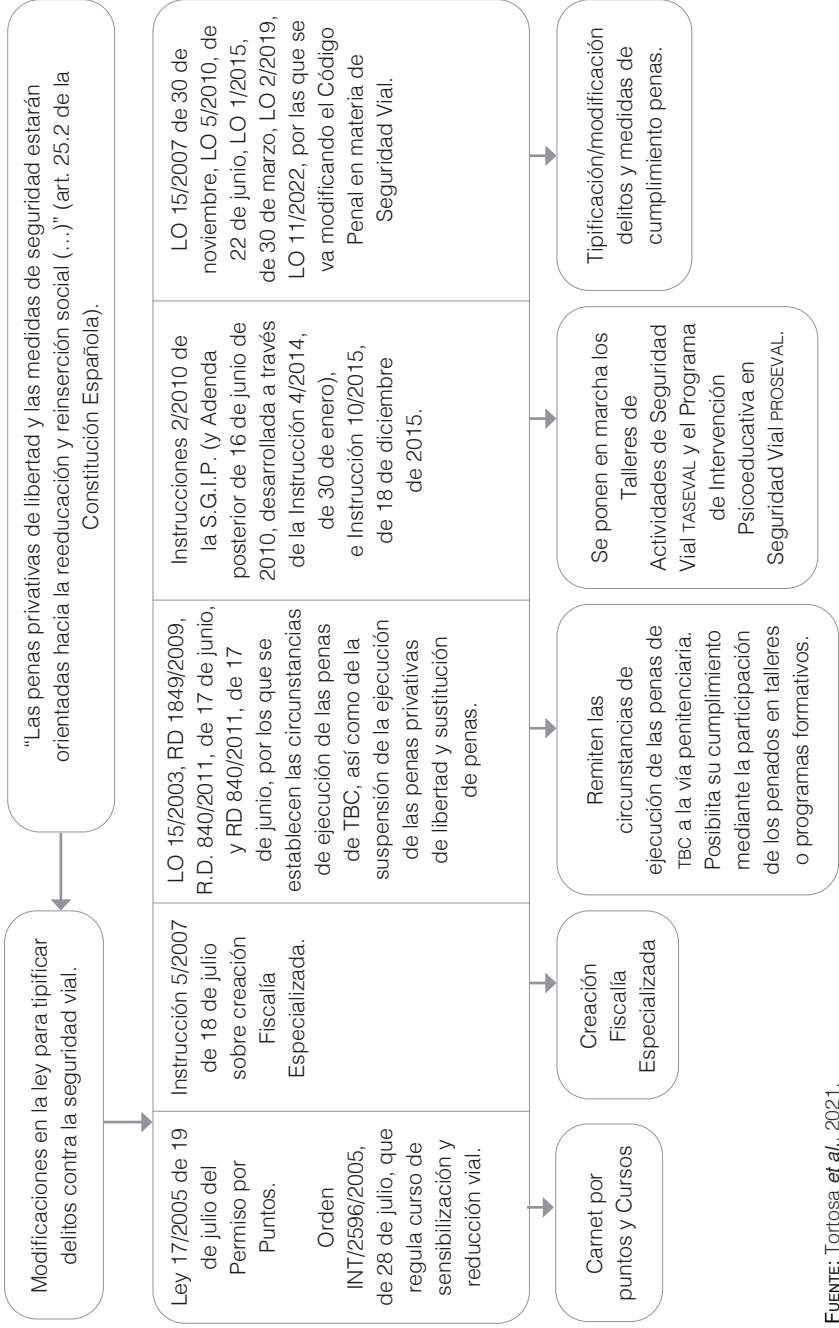 “Las penas privativas de libertad y las medidas de seguridad estarán
orientadas hacia la reeducación y reinserción social (...)” (art. 25.2 de la
Constitución Española).
Modificaciones en la ley para tipificar
delitos contra la seguridad vial.
Ley 17/2005 de 19
de julio del
Permiso por
Puntos.
Orden
INT/2596/2005,
de 28 de julio, que
regula curso de
sensibilización y
reducción vial.
Instrucción 5/2007
de 18 de julio
sobre creación
Fiscalía
Especializada.
LO 15/2003, RD 1849/2009,
R.D. 840/2011, de 17 de junio,
y RD 840/2011, de 17
de junio, por los que se
establecen las circunstancias
de ejecución de las penas
de TBC, así como de la
suspensión de la ejecución
de las penas privativas
de libertad y sustitución
de penas.
Instrucciones 2/2010 de
la S.G.I.P. (y Adenda
posterior de 16 de junio de
2010, desarrollada a través
de la Instrucción 4/2014,
de 30 de enero),
e Instrucción 10/2015,
de 18 de diciembre
de 2015.
LO 15/2007 de 30 de
noviembre, LO 5/2010, de
22 de junio, LO 1/2015,
de 30 de marzo, LO 2/2019,
LO 11/2022, por las que se
va modificando el Código
Penal en materia de
Seguridad Vial.
Carnet por
puntos y Cursos
Creación
Fiscalía
Especializada
Remiten las
circunstancias de
ejecución de las penas de
TBC a la vía penitenciaria.
Posibilita su cumplimiento
mediante la participación
de los penados en talleres
o programas formativos.
Se ponen en marcha los
Talleres de
Actividades de Seguridad
Vial TASEVAL y el Programa
de Intervención
Psicoeducativa en
Seguridad Vial PROSEVAL.
Tipificación/modificación
delitos y medidas de
cumplimiento penas.
FUENTE: Tortosa et al., 2021.